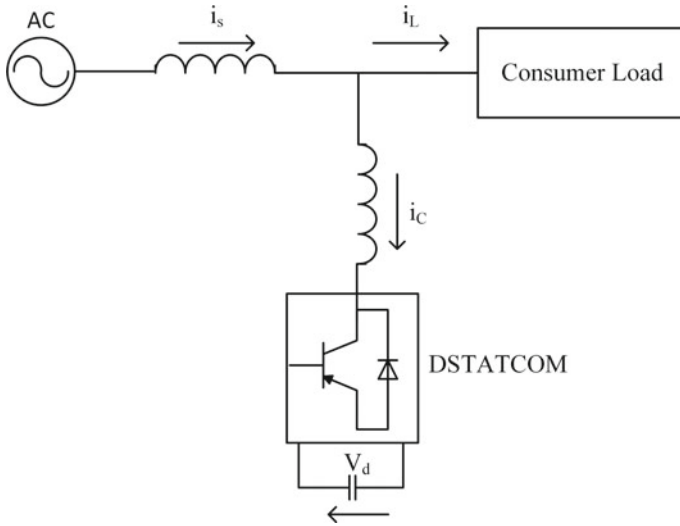 AC
i_s
i_L
Consumer Load
i_C
DSTATCOM
V_d